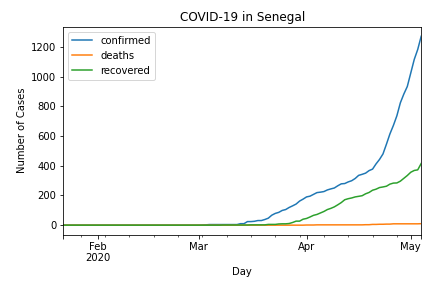 COVID-19 in Senegal
confirmed
deaths
recovered
Number of Cases
1200
1000
800
600
400
200
0
Feb
2020
Mar
Apr
May
Day